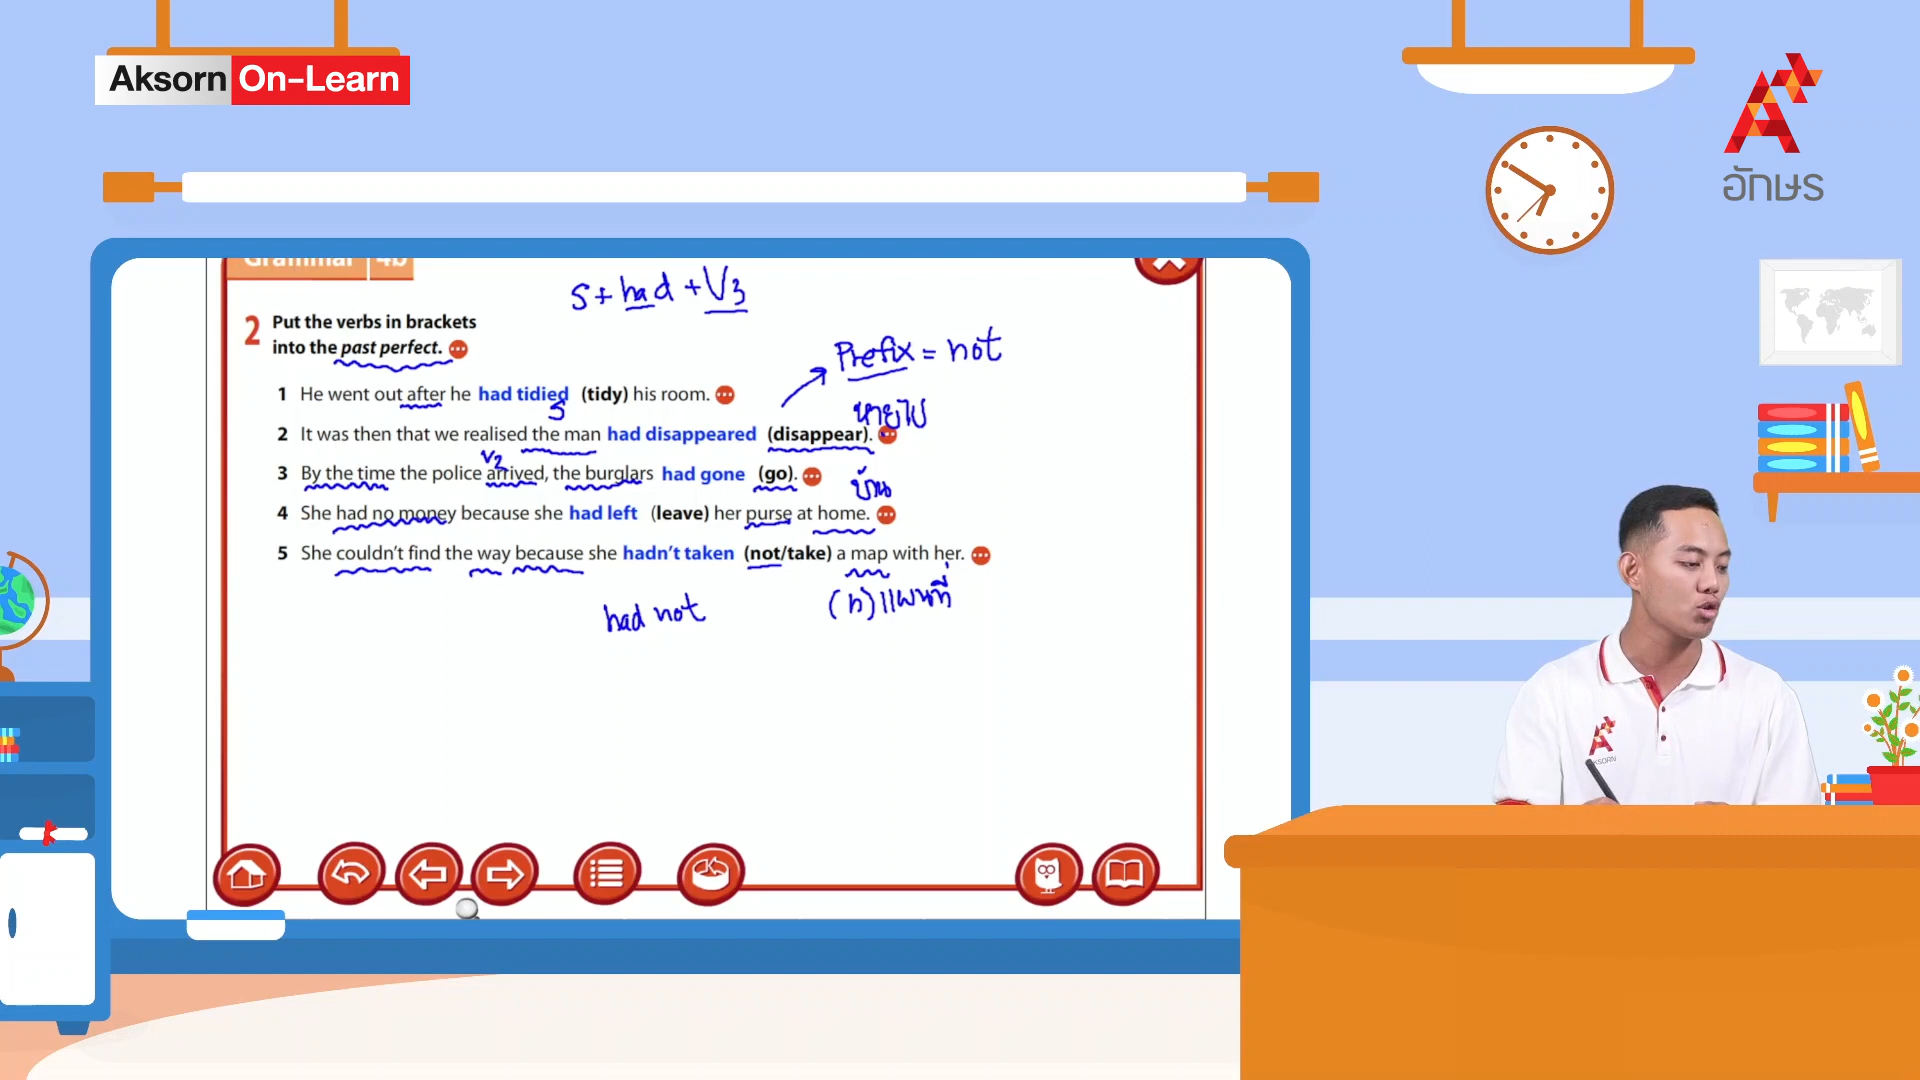 Aksorn On-Learn
อักษร
Grammar 4b
S + had + V3
2 Put the verbs in brackets
into the past perfect.
Prefix = not
1 He went out after he had tidied (tidy) his room.
S
หายไป
2 It was then that we realised the man had disappeared (disappear).
V2
3 By the time the police arrived, the burglars had gone (go).
บ้าน
4 She had no money because she had left (leave) her purse at home.
5 She couldn't find the way because she hadn't taken (not/take) a map with her.
had not
(n) แผนที่
AKSORN